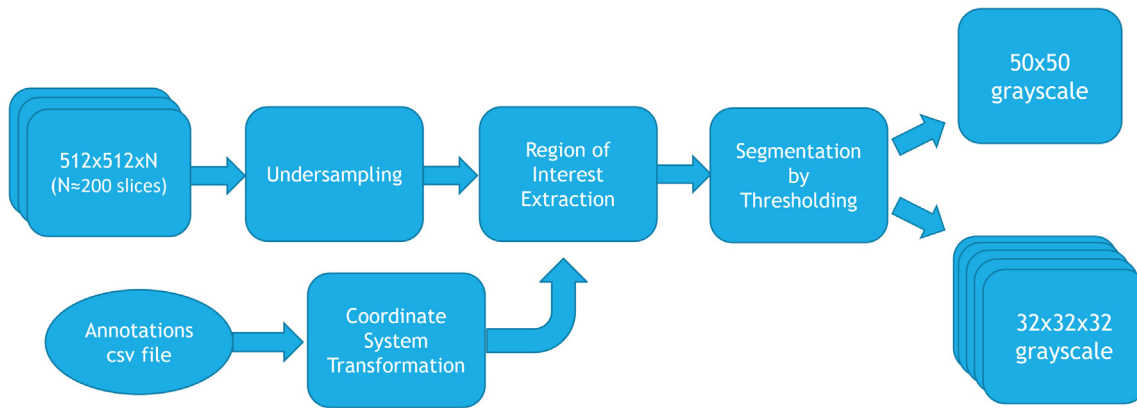 512x512xN
(N≈200 slices)
Undersampling
Region of
Interest
Extraction
Segmentation
by
Thresholding
50x50
grayscale
Annotations
csv file
Coordinate
System
Transformation
32x32x32
grayscale